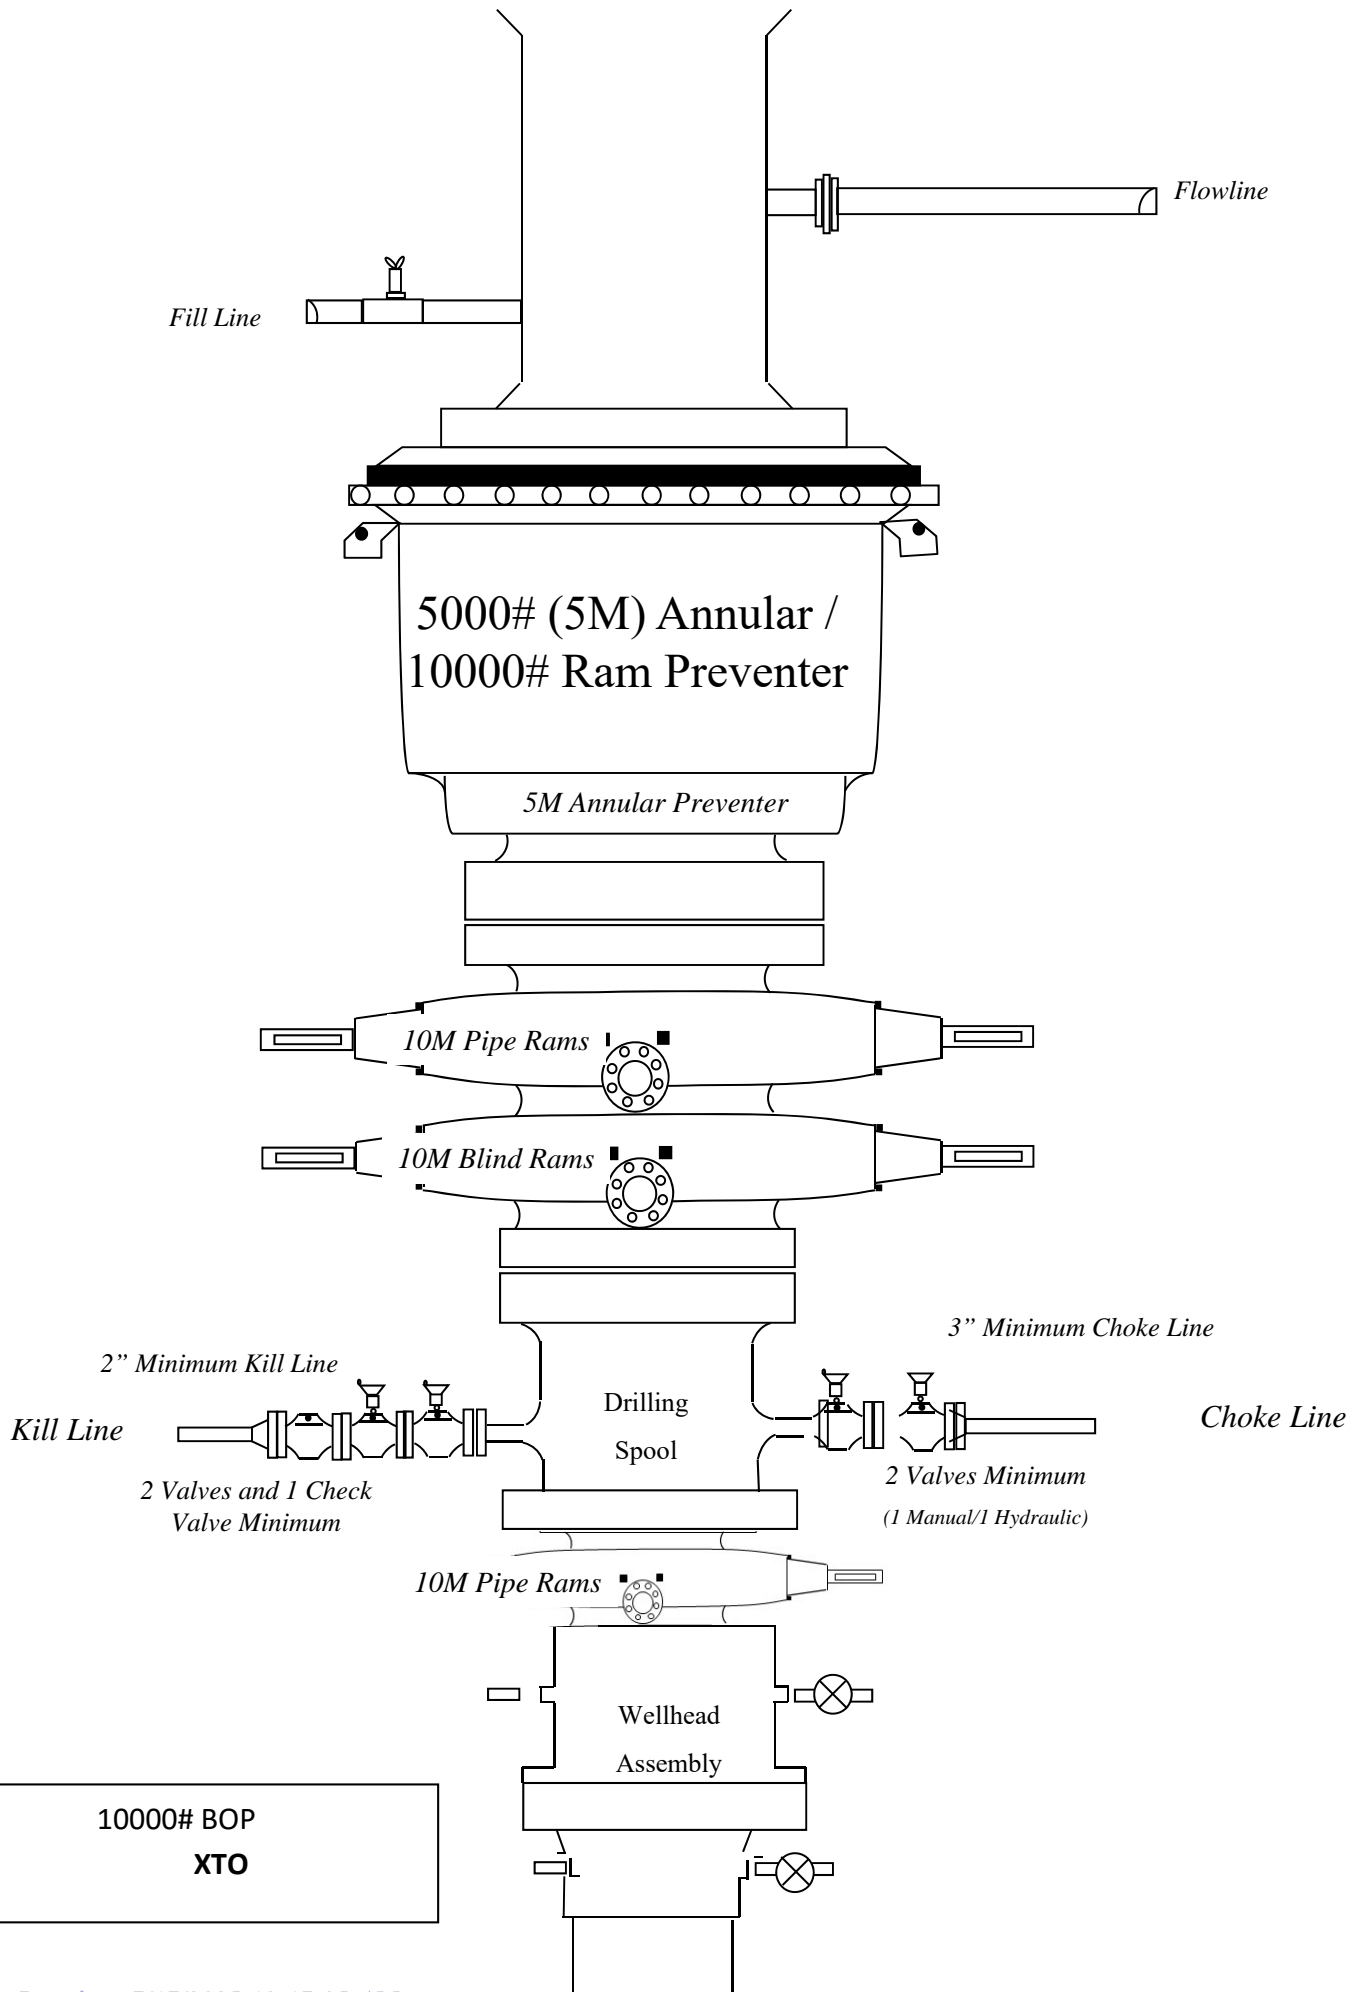 Flowline
Fill Line
5000# (5M) Annular /
10000# Ram Preventer
5M Annular Preventer
10M Pipe Rams
10M Blind Rams
3” Minimum Choke Line
2” Minimum Kill Line
Drilling
Spool
Kill Line
Choke Line
2 Valves and 1 Check
Valve Minimum
2 Valves Minimum
(1 Manual/1 Hydraulic)
10M Pipe Rams
Wellhead
Assembly
10000# BOP
XTO